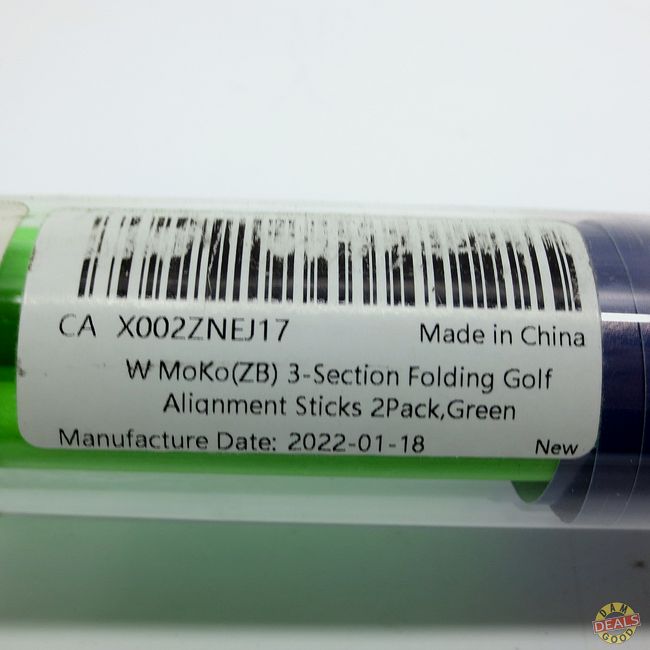 CA X002ZNEJ17 Made in China
W MoKo(ZB) 3-Section Folding Golf
Alignment Sticks 2Pack,Green
Manufacture Date: 2022-01-18 New
DAM
DEALS
GOOD